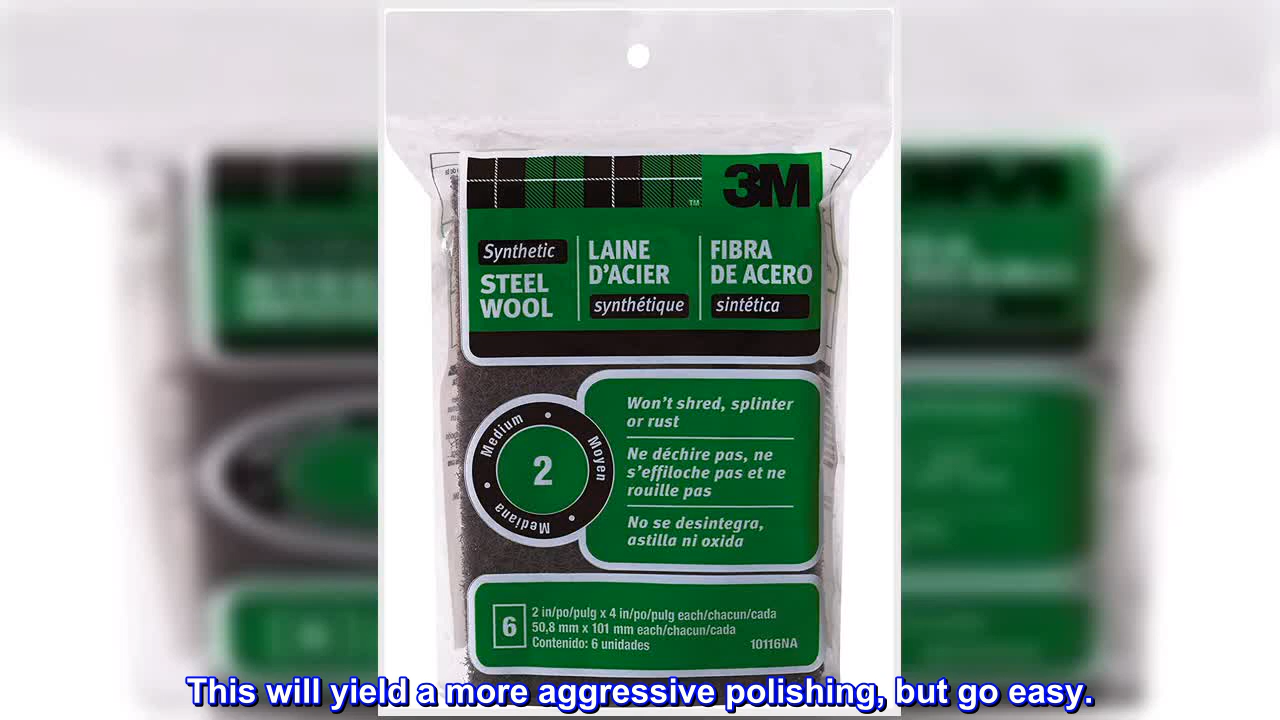 3M
TM
Synthetic
STEEL
WOOL
LAINE
D'ACIER
synthétique
FIBRA
DE ACERO
sintética
Medium
Moyen
Mediana
2
Won't shred, splinter
or rust
Ne déchire pas, ne
s'effiloche pas et ne
rouille pas
No se desintegra,
astilla ni oxida
6
2 in/po/pulg x 4 in/po/pulg each/chacun/cada
50,8 mm x 101 mm each/chacun/cada
Contenido: 6 unidades
10116NA
This will yield a more aggressive polishing, but go easy.